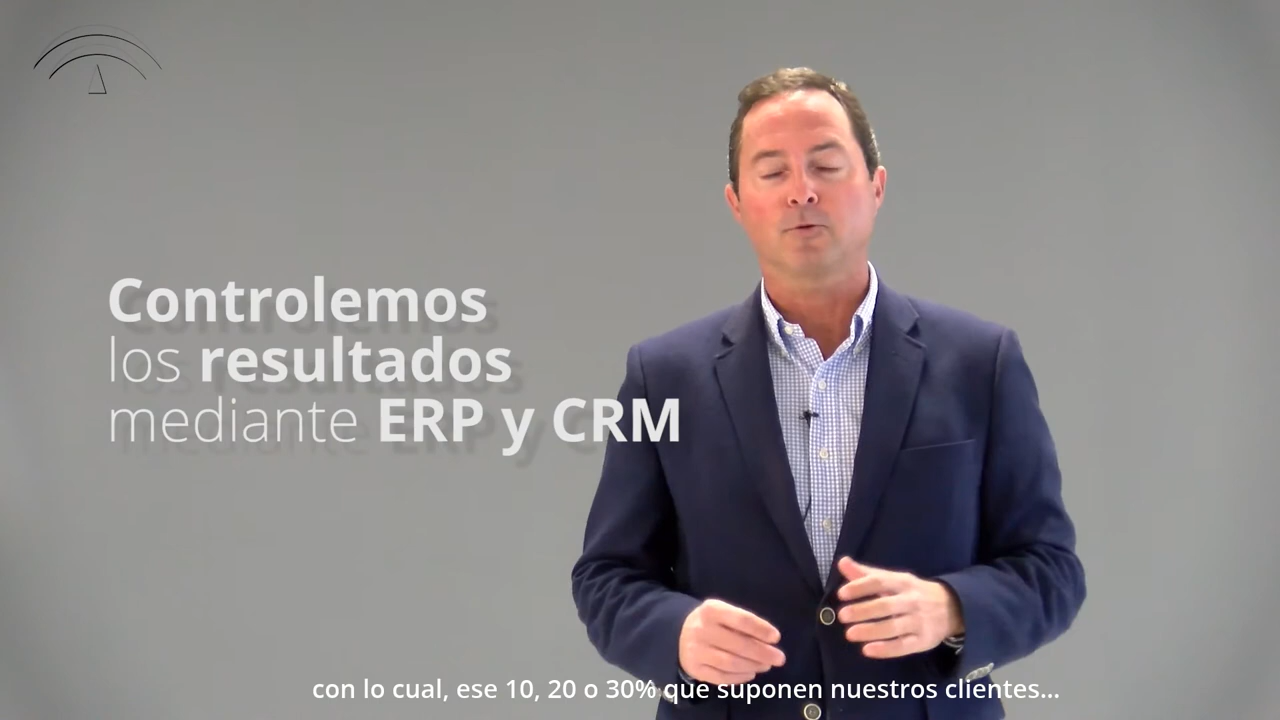 Controlemos
los resultados
mediante ERP y CRM
con lo cual, ese 10, 20 o 30% que suponen nuestros clientes...